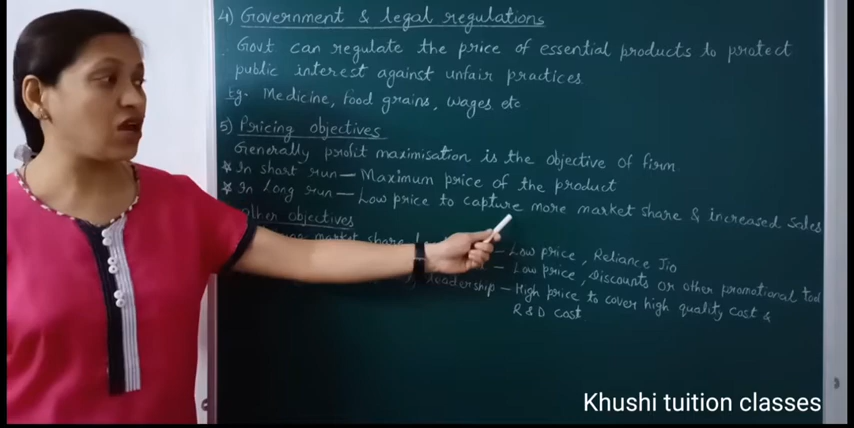 4) Government & legal regulations
Govt can regulate the price of essential products to protect
public interest against unfair practices
Eg. Medicine, food grains, wages etc
5) Pricing objectives
Generally profit maximisation is the objective of firm.
* In short run — Maximum price of the product
* In Long run — Low price to capture more market share & increased sales
Other objectives
market share — Low price, Reliance Jio
— Low price, Discounts or other promotional tool
leadership — High price to cover high quality cost &
R&D cost
Khushi tuition classes